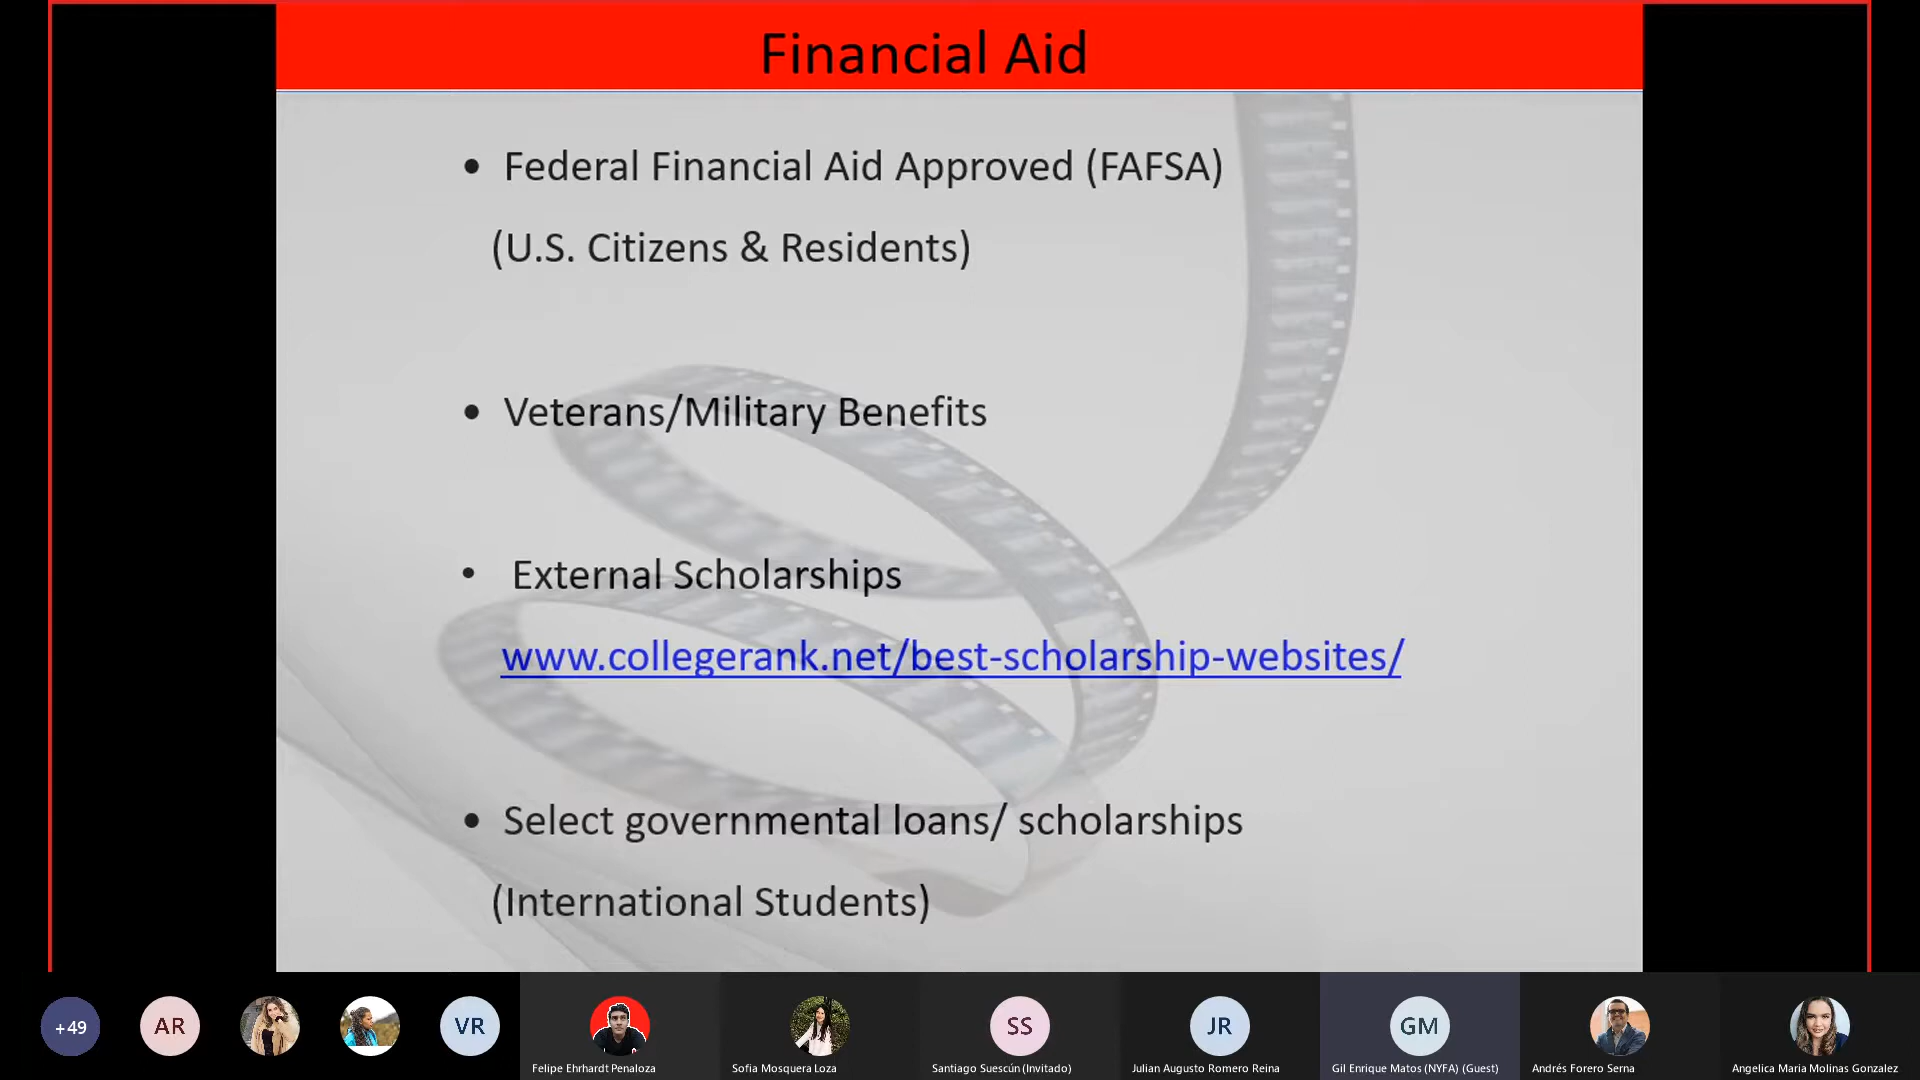 Financial Aid
• Federal Financial Aid Approved (FAFSA)
(U.S. Citizens & Residents)
• Veterans/Military Benefits
• External Scholarships
www.collegerank.net/best-scholarship-websites/
• Select governmental loans/ scholarships
(International Students)
+49
AR
VR
SS
JR
GM
Felipe Ehrhardt Penaloza
Sofia Mosquera Loza
Santiago Suescún (Invitado)
Julian Augusto Romero Reina
Gil Enrique Matos (NYFA) (Guest)
Andrés Forero Serna
Angelica Maria Molinas Gonzalez